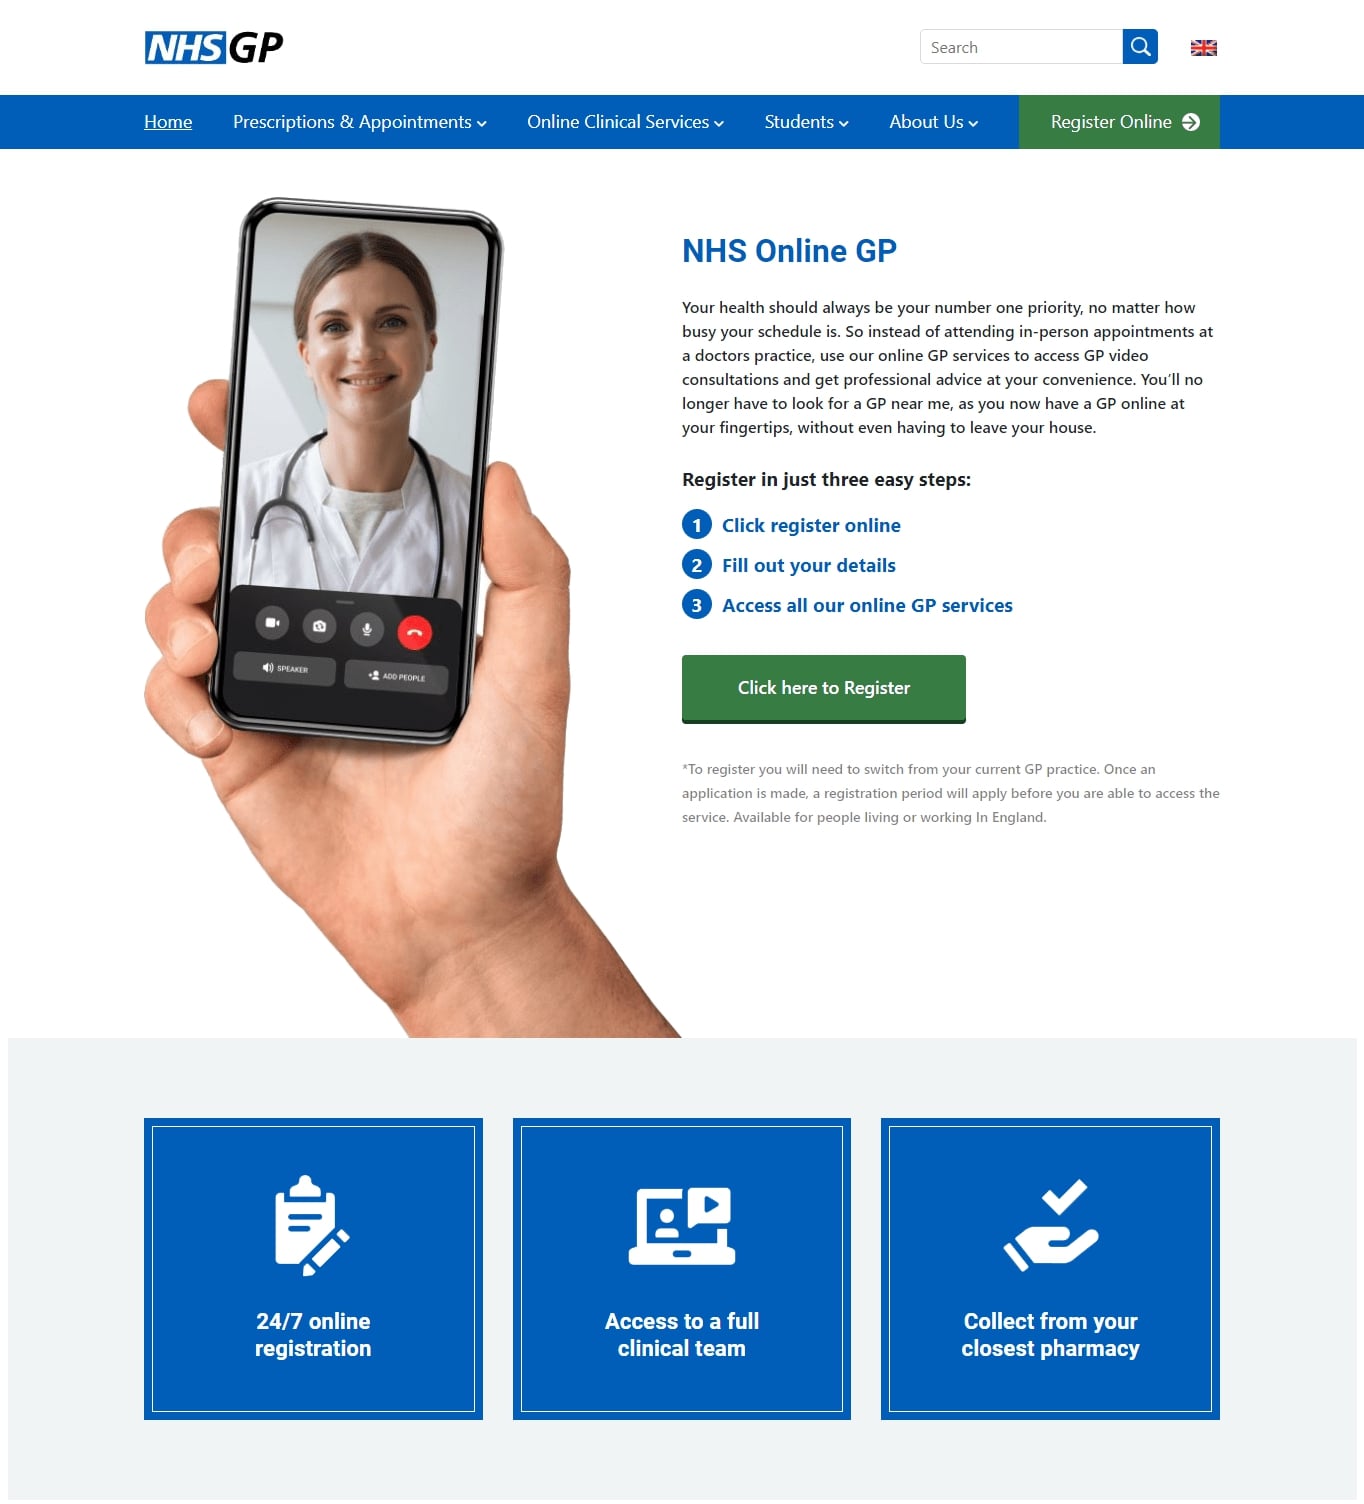 NHS GP
Search
Home
Prescriptions & Appointments
Online Clinical Services
Students
About Us
Register Online
NHS Online GP
Your health should always be your number one priority, no matter how
busy your schedule is. So instead of attending in-person appointments at
a doctors practice, use our online GP services to access GP video
consultations and get professional advice at your convenience. You'll no
longer have to look for a GP near me, as you now have a GP online at
your fingertips, without even having to leave your house.
Register in just three easy steps:
1 Click register online
2 Fill out your details
3 Access all our online GP services
Click here to Register
*To register you will need to switch from your current GP practice. Once an
application is made, a registration period will apply before you are able to access the
service. Available for people living or working In England.
SPEAKER
ADD PEOPLE
24/7 online
registration
Access to a full
clinical team
Collect from your
closest pharmacy